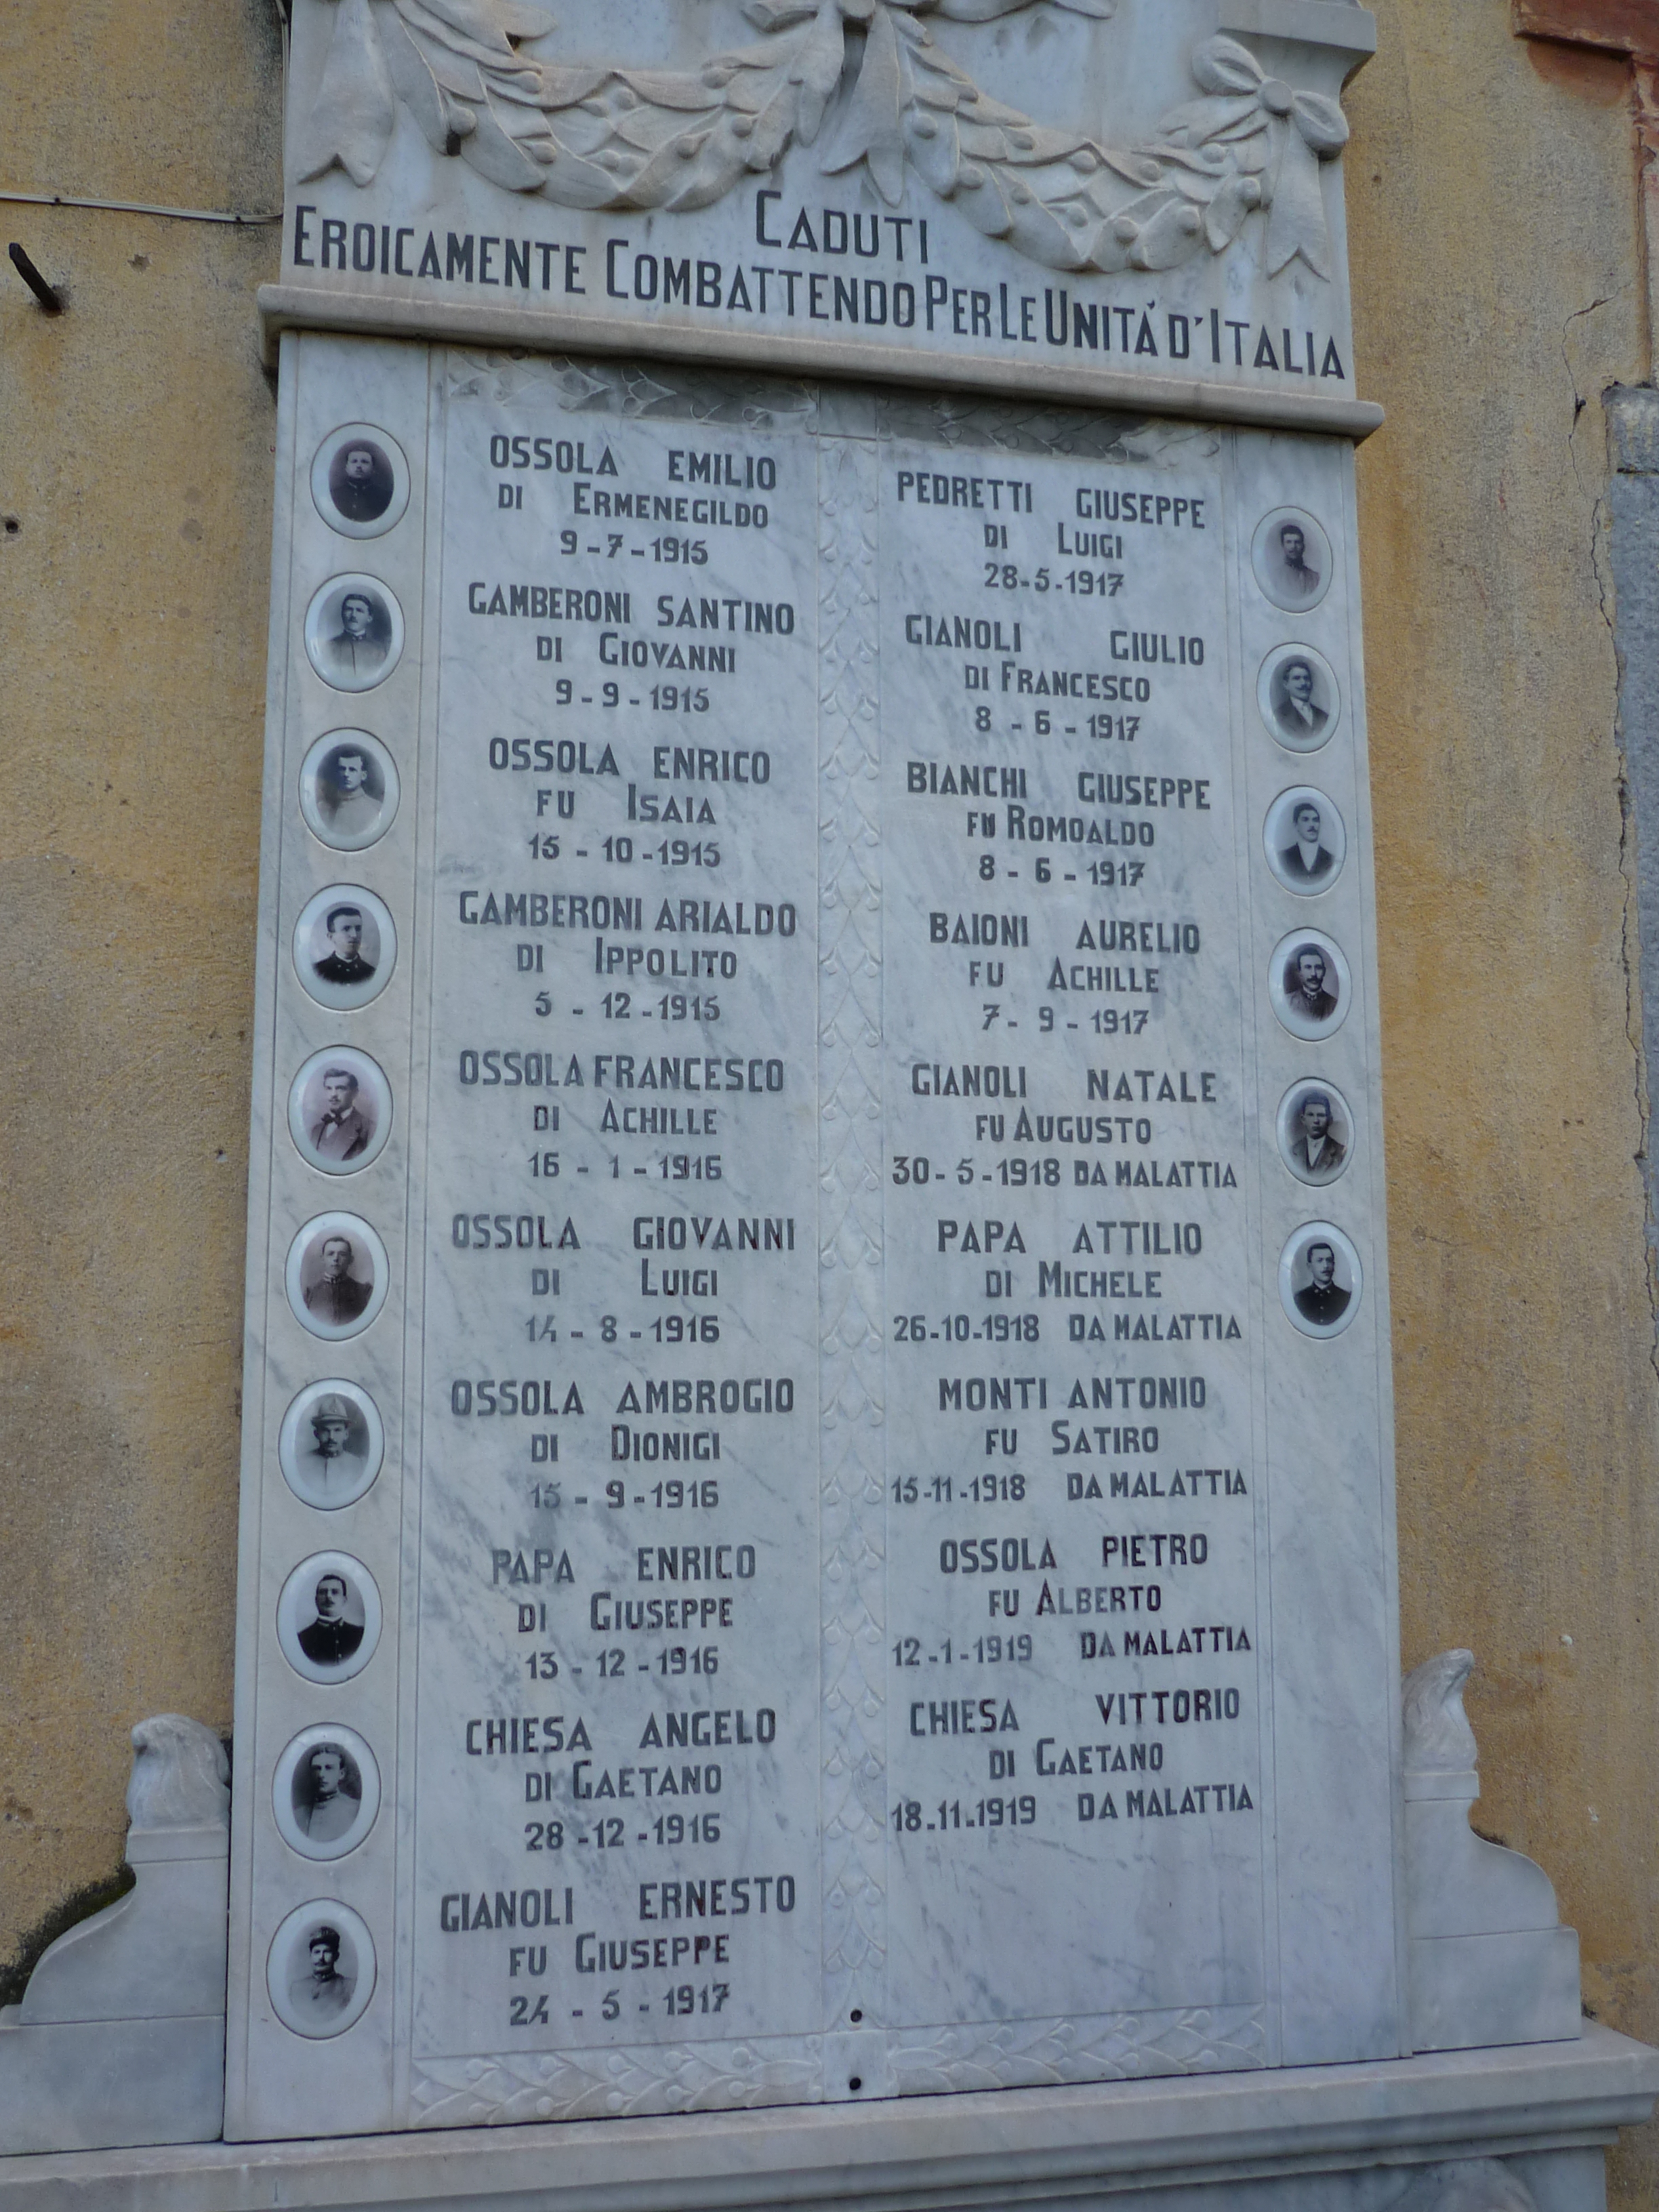 CADUTI
EROICAMENTE COMBATTENDO PER LE UNITÁ D'ITALIA
OSSOLA EMILIO
DI ERMENEGILDO
9-7-1915
GAMBERONI SANTINO
DI GIOVANNI
9-9-1915
OSSOLA ENRICO
FU ISAIA
15-10-1915
GAMBERONI ARIALDO
DI IPPOLITO
5-12-1915
OSSOLA FRANCESCO
DI ACHILLE
16-1-1916
OSSOLA GIOVANNI
DI LUIGI
14-8-1916
OSSOLA AMBROGIO
DI DIONIGI
15-9-1916
PAPA ENRICO
DI GIUSEPPE
13-12-1916
CHIESA ANGELO
DI GAETANO
28-12-1916
GIANOLI ERNESTO
FU GIUSEPPE
24-5-1917
PEDRETTI GIUSEPPE
DI LUIGI
28-5-1917
GIANOLI GIULIO
DI FRANCESCO
8-6-1917
BIANCHI GIUSEPPE
FU ROMOALDO
8-6-1917
BAIONI AURELIO
FU ACHILLE
7-9-1917
GIANOLI NATALE
FU AUGUSTO
30-5-1918 DA MALATTIA
PAPA ATTILIO
DI MICHELE
26-10-1918 DA MALATTIA
MONTI ANTONIO
FU SATIRO
15-11-1918 DA MALATTIA
OSSOLA PIETRO
FU ALBERTO
12-1-1919 DA MALATTIA
CHIESA VITTORIO
DI GAETANO
18.11.1919 DA MALATTIA